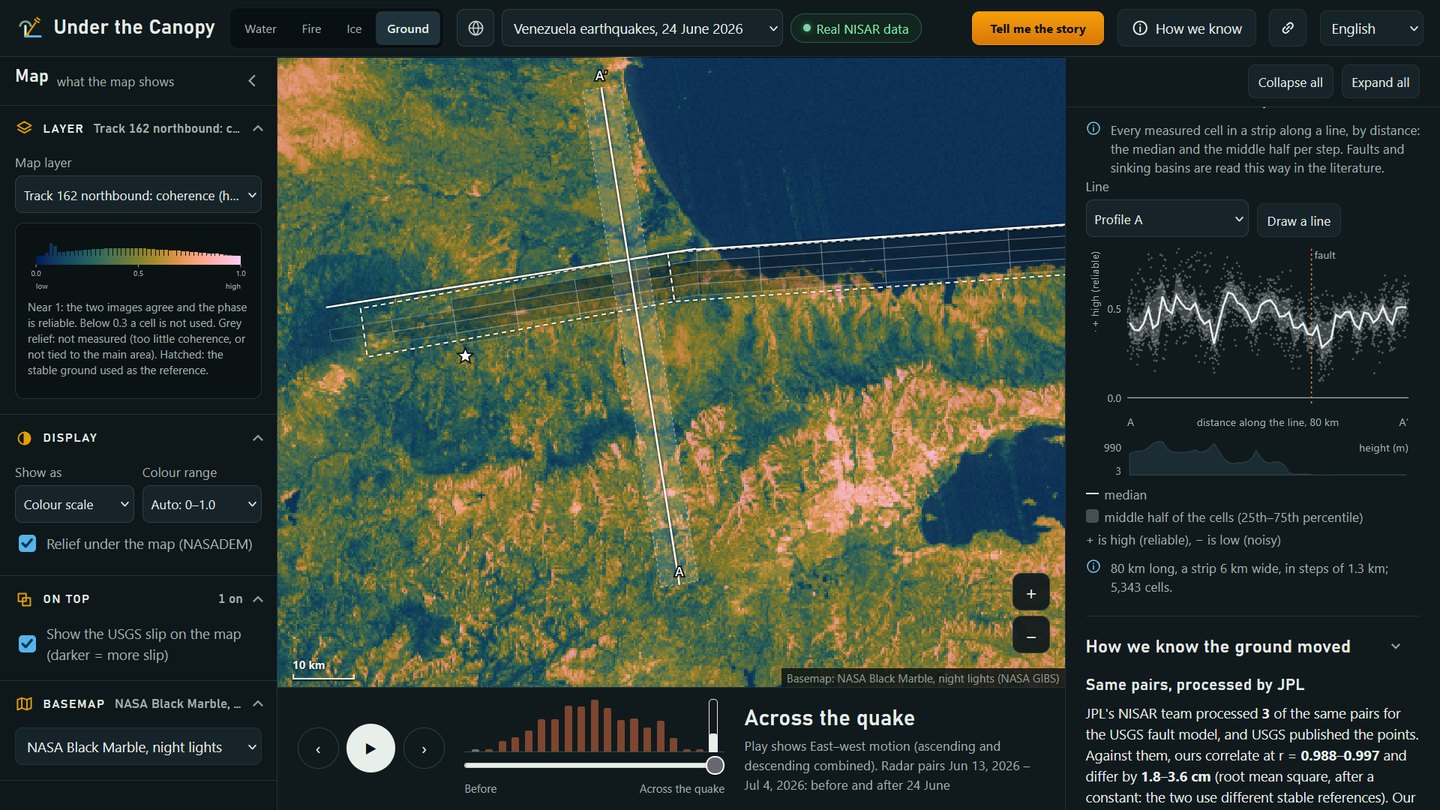 Under the Canopy
Water
Fire
Ice
Ground
Venezuela earthquakes, 24 June 2026
Real NISAR data
Tell me the story
How we know
English
Map what the map shows
LAYER Track 162 northbound: c...
Map layer
Track 162 northbound: coherence (h...
0.0
0.5
1.0
low
high
Near 1: the two images agree and the phase
is reliable. Below 0.3 a cell is not used. Grey
relief: not measured (too little coherence, or
not tied to the main area). Hatched: the
stable ground used as the reference.
DISPLAY
Show as
Colour range
Colour scale
Auto: 0–1.0
Relief under the map (NASADEM)
ON TOP
1 on
Show the USGS slip on the map
(darker = more slip)
BASEMAP NASA Black Marble, ...
NASA Black Marble, night lights
A'
A
10 km
+
−
Basemap: NASA Black Marble, night lights (NASA GIBS)
Before
Across the quake
Across the quake
Play shows East–west motion (ascending and
descending combined). Radar pairs Jun 13, 2026 –
Jul 4, 2026: before and after 24 June
Collapse all
Expand all
Every measured cell in a strip along a line, by distance:
the median and the middle half per step. Faults and
sinking basins are read this way in the literature.
Line
Profile A
Draw a line
+ high (reliable)
fault
0.5
0.0
A
distance along the line, 80 km
A'
990
height (m)
3
median
middle half of the cells (25th–75th percentile)
+ is high (reliable), − is low (noisy)
80 km long, a strip 6 km wide, in steps of 1.3 km;
5,343 cells.
How we know the ground moved
Same pairs, processed by JPL
JPL's NISAR team processed 3 of the same pairs for
the USGS fault model, and USGS published the points.
Against them, ours correlate at r = 0.988–0.997 and
differ by 1.8–3.6 cm (root mean square, after a
constant: the two use different stable references). Our